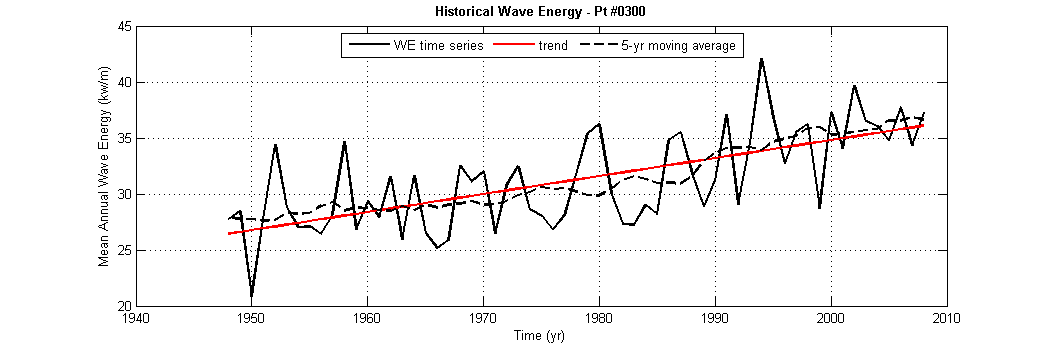 Historical Wave Energy - Pt #0300
WE time series trend 5-yr moving average
Mean Annual Wave Energy (kw/m)
45
40
35
30
25
20
1940 1950 1960 1970 1980 1990 2000 2010
Time (yr)